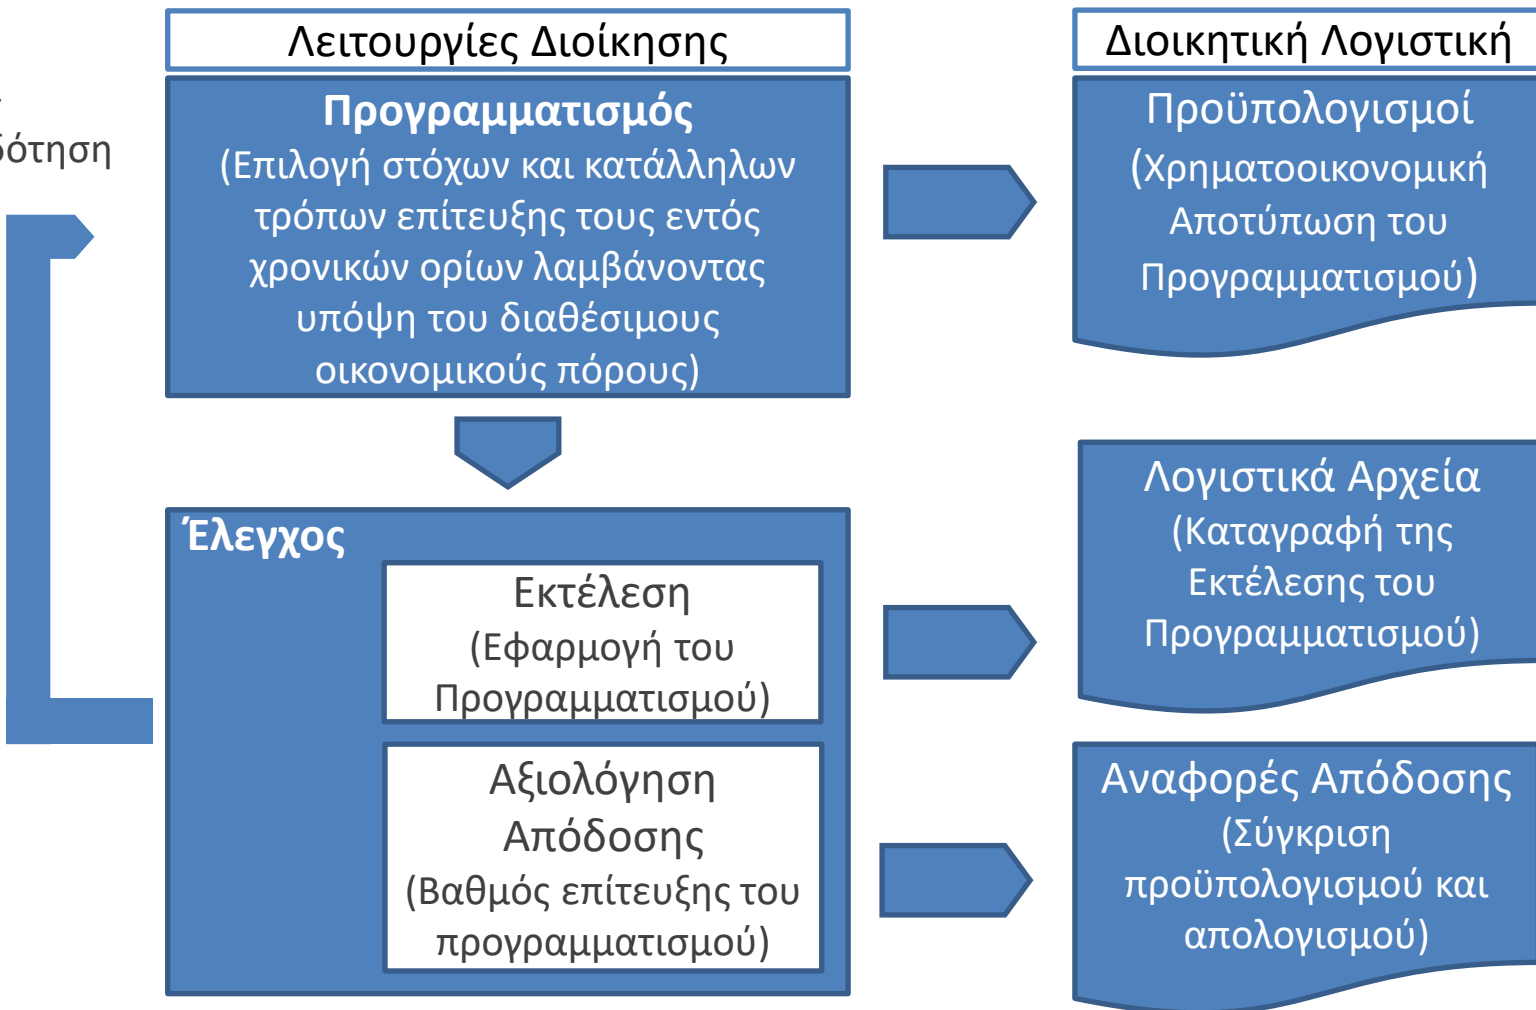 Λειτουργίες Διοίκησης
Προγραμματισμός
(Επιλογή στόχων και κατάλληλων
τρόπων επίτευξης τους εντός
χρονικών ορίων λαμβάνοντας
υπόψη του διαθέσιμους
οικονομικούς πόρους)
Έλεγχος
Εκτέλεση
(Εφαρμογή του
Προγραμματισμού)
Αξιολόγηση
Απόδοσης
(Βαθμός επίτευξης του
προγραμματισμού)
Διοικητική Λογιστική
Προϋπολογισμοί
(Χρηματοοικονομική
Αποτύπωση του
Προγραμματισμού)
Λογιστικά Αρχεία
(Καταγραφή της
Εκτέλεσης του
Προγραμματισμού)
Αναφορές Απόδοσης
(Σύγκριση
προϋπολογισμού και
απολογισμού)